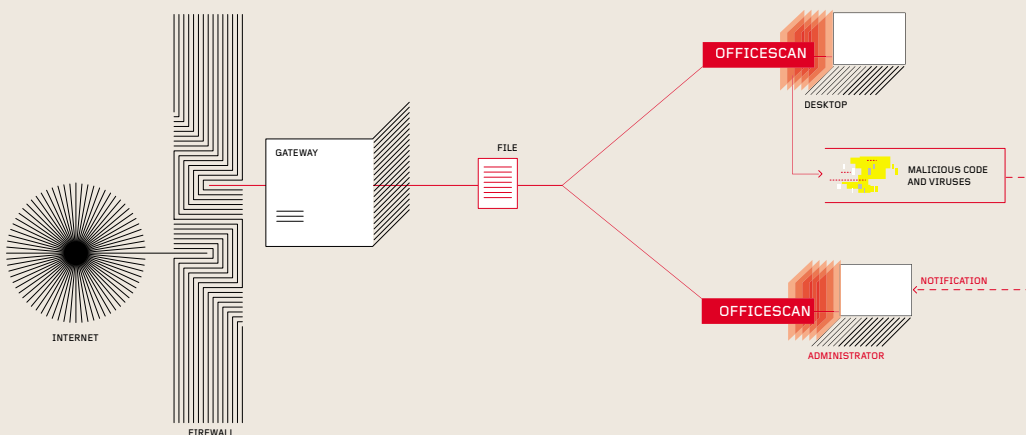 OFFICESCAN
DESKTOP
GATEWAY
FILE
MALICIOUS CODE
AND VIRUSES
INTERNET
FIREWALL
OFFICESCAN
NOTIFICATION
ADMINISTRATOR